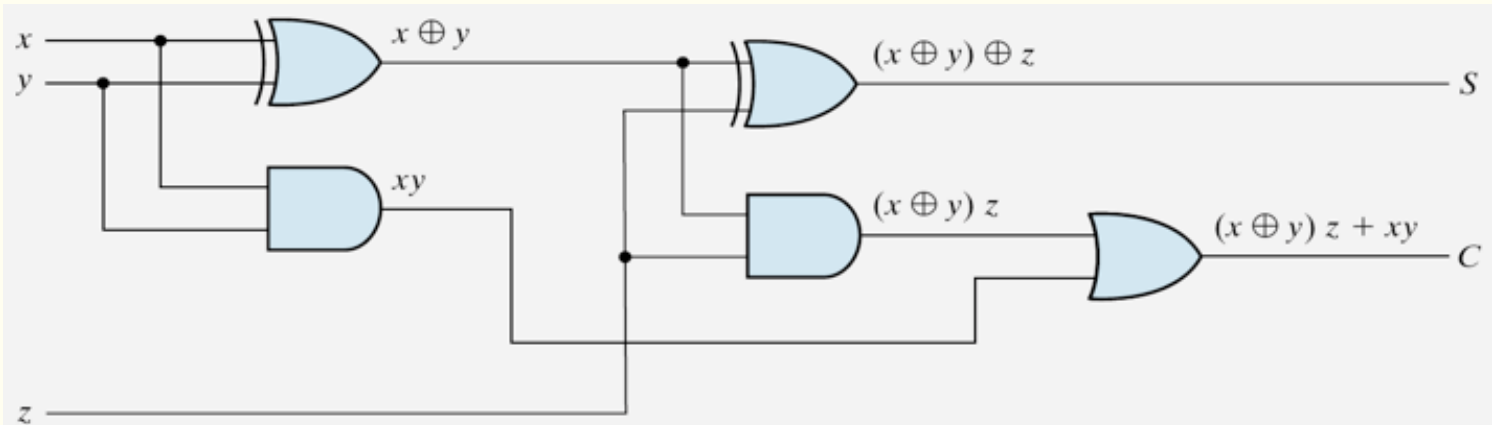 x
y
x ⊕ y
(x ⊕ y) ⊕ z
S
xy
(x ⊕ y) z
(x ⊕ y) z + xy
C
z